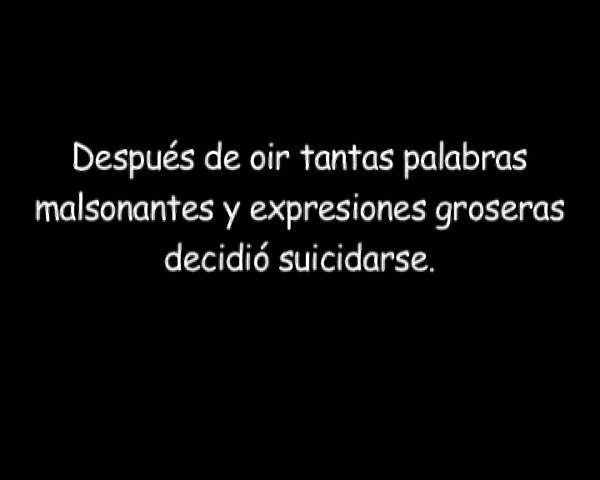 Después de oir tantas palabras
malsonantes y expresiones groseras
decidió suicidarse.